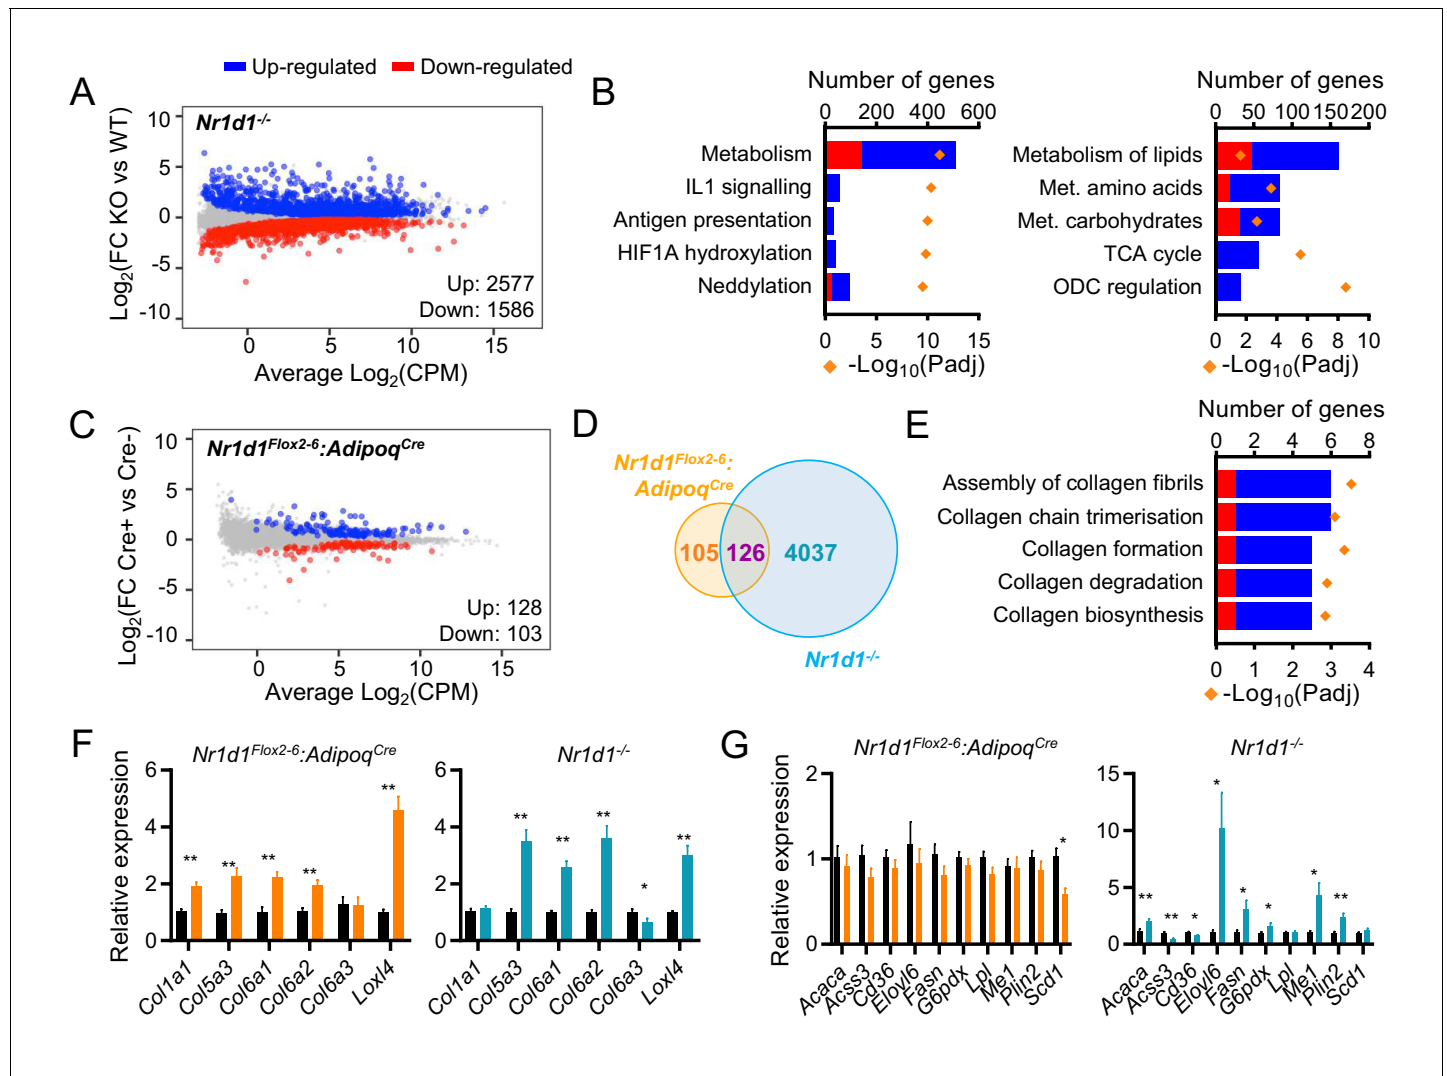 Up-regulated Down-regulated
A
Log2(FC KO vs WT)
10
5
0
-5
-10
Nr1d1-/-
Up: 2577
Down: 1586
0 5 10 15
Average Log2(CPM)
B
Number of genes
0 200 400 600
Metabolism
IL1 signalling
Antigen presentation
HIF1A hydroxylation
Neddylation
0 5 10 15
-Log10(Padj)
Number of genes
0 50 100 150 200
Metabolism of lipids
Met. amino acids
Met. carbohydrates
TCA cycle
ODC regulation
0 2 4 6 8 10
-Log10(Padj)
C
Log2(FC Cre+ vs Cre-)
10
5
0
-5
-10
Nr1d1Flox2-6:AdipoqCre
Up: 128
Down: 103
0 5 10 15
Average Log2(CPM)
D
Nr1d1Flox2-6:
AdipoqCre
105 126 4037
Nr1d1-/-
E
Number of genes
0 2 4 6 8
Assembly of collagen fibrils
Collagen chain trimerisation
Collagen formation
Collagen degradation
Collagen biosynthesis
0 1 2 3 4
-Log10(Padj)
F
Relative expression
Nr1d1Flox2-6:AdipoqCre
6
4
2
0
** ** ** ** **
Col1a1 Col5a3 Col6a1 Col6a2 Col6a3 Loxl4
Nr1d1-/-
6
4
2
0
** ** ** * **
Col1a1 Col5a3 Col6a1 Col6a2 Col6a3 Loxl4
G
Relative expression
Nr1d1Flox2-6:AdipoqCre
2
1
0
*
Acaca Acss3 Cd36 Elovl6 Fasn G6pdx Lpl Me1 Plin2 Scd1
Nr1d1-/-
15
10
5
0
** ** * * * * * **
Acaca Acss3 Cd36 Elovl6 Fasn G6pdx Lpl Me1 Plin2 Scd1